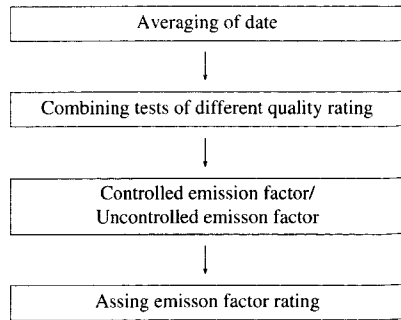 Averaging of date
Combining tests of different quality rating
Controlled emission factor/
Uncontrolled emisson factor
Assing emisson factor rating